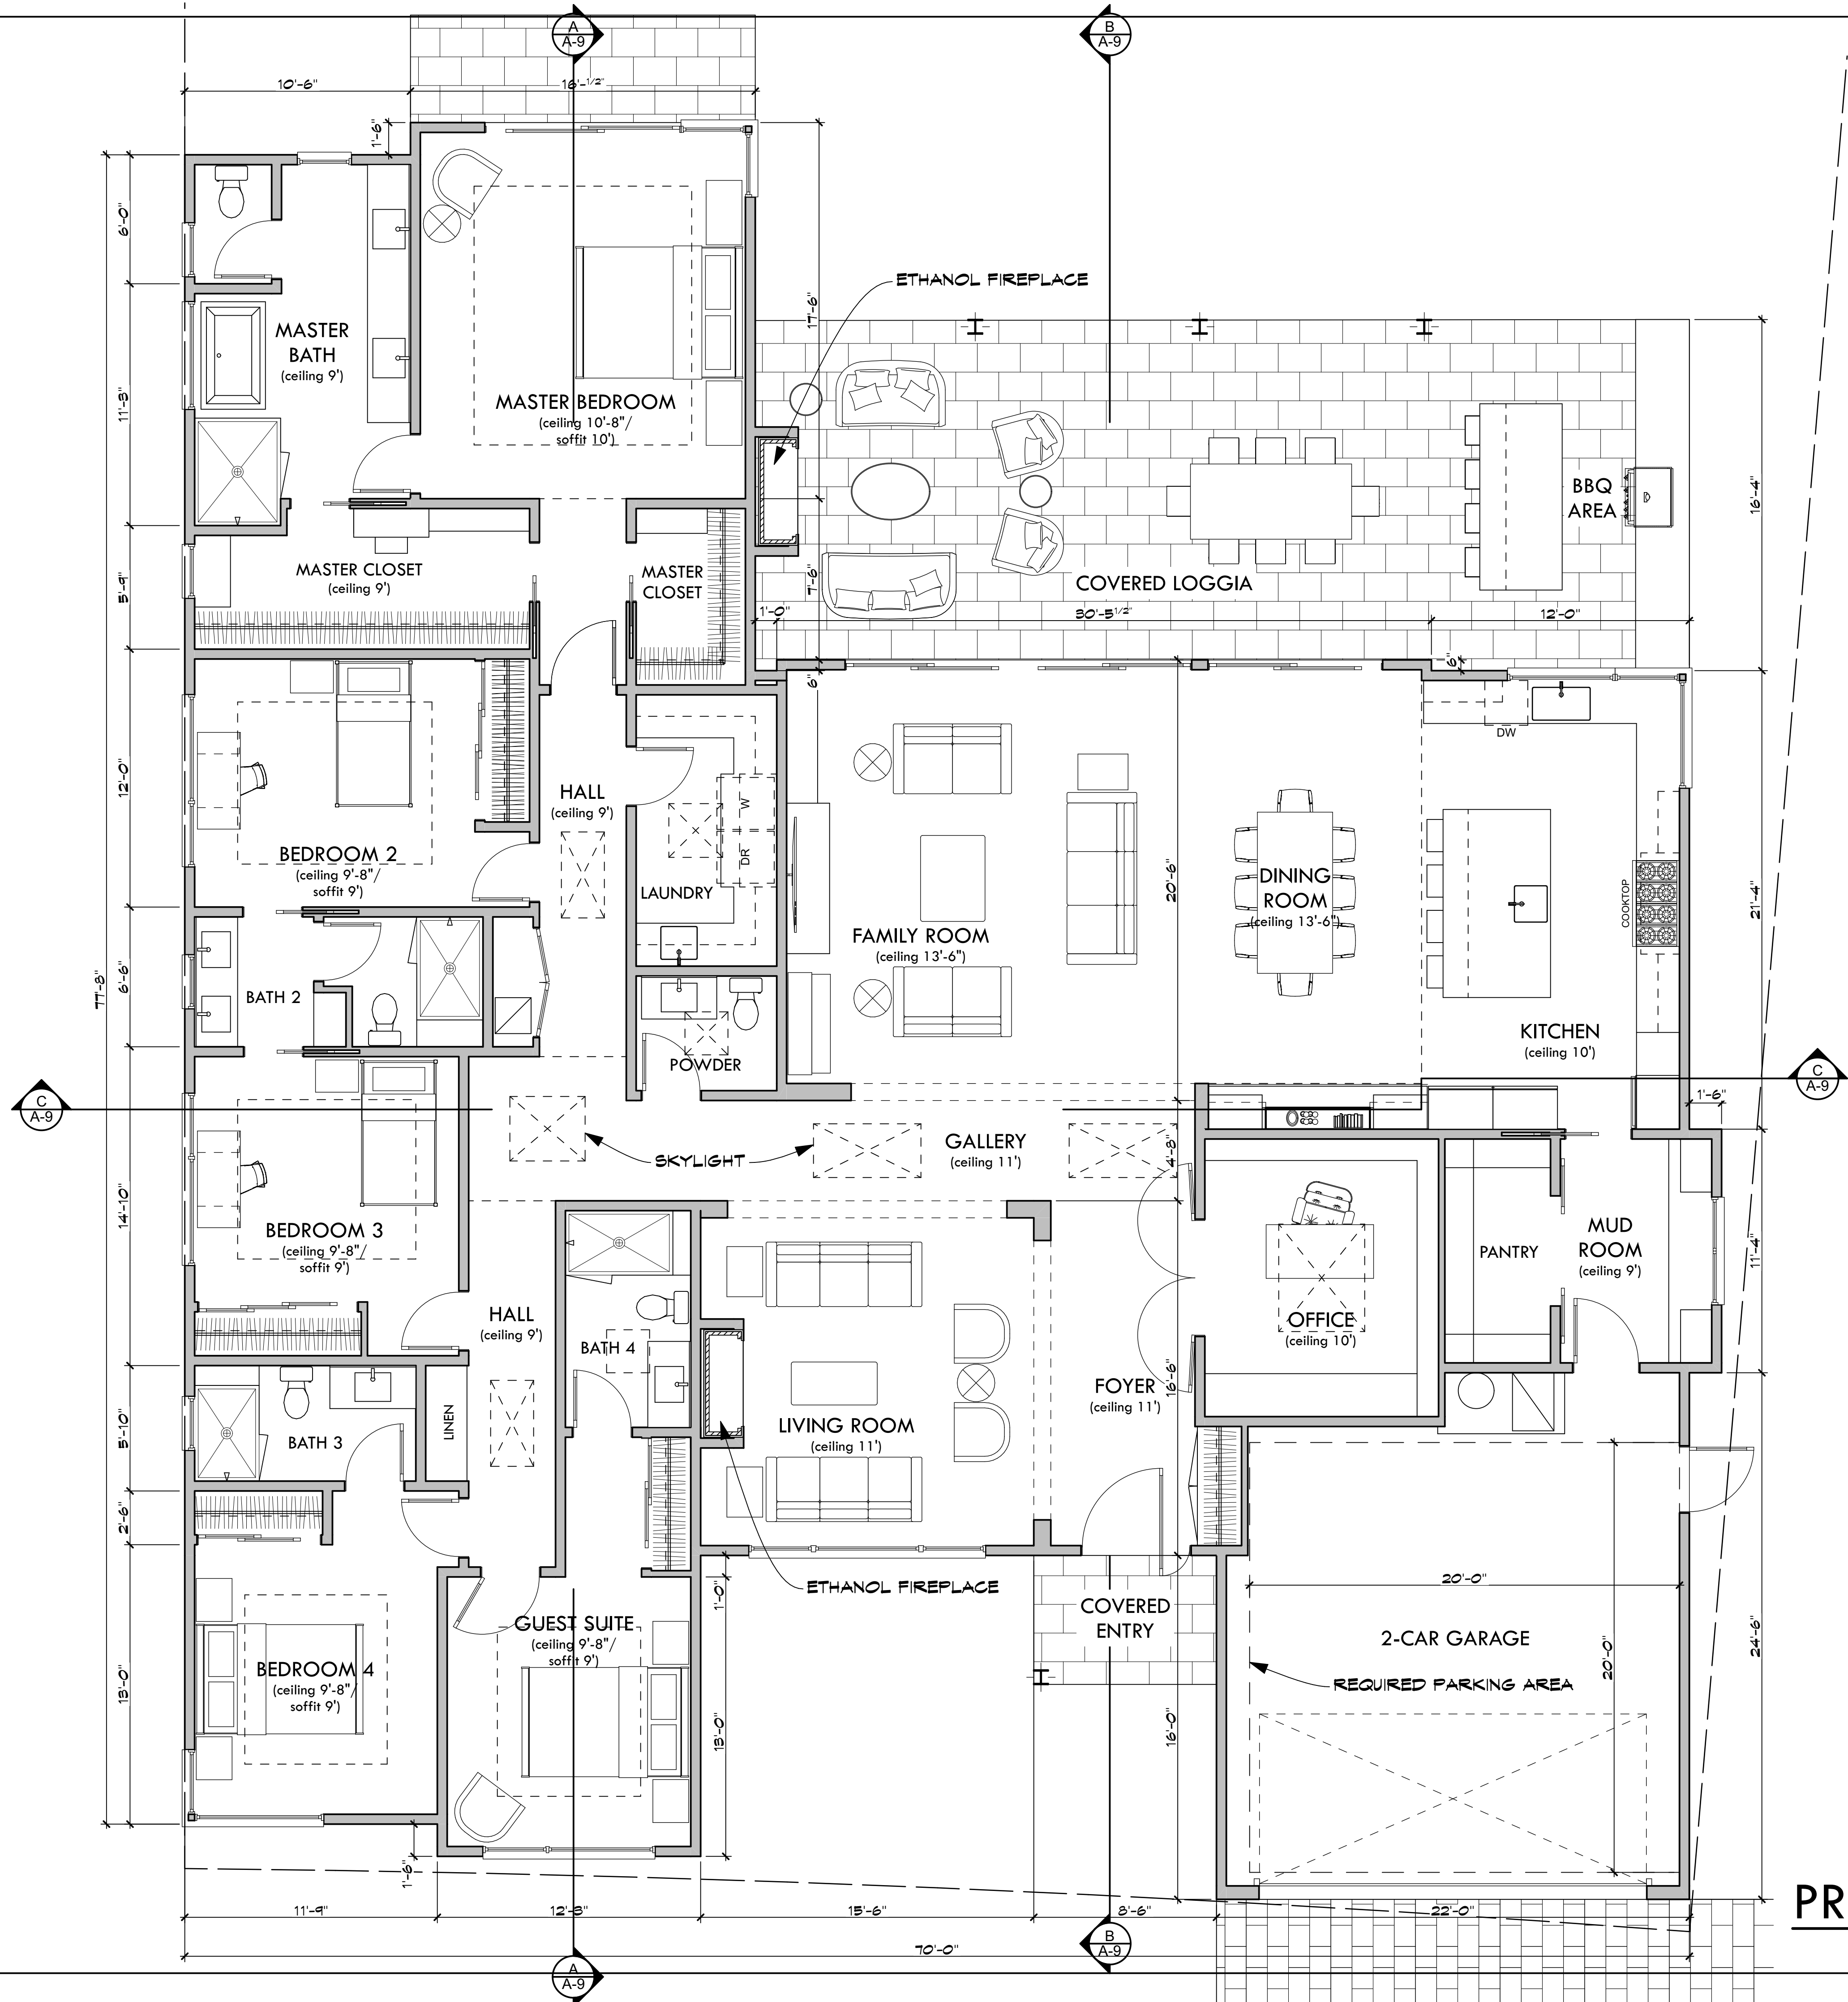 A
A-9
B
A-9
10'-6"
16'-1/2"
1'-6"
6'-0"
ETHANOL FIREPLACE
17'-6"
MASTER
BATH
(ceiling 9')
11'-3"
MASTER BEDROOM
(ceiling 10'-8"/
soffit 10')
BBQ
AREA
16'-4"
MASTER CLOSET
(ceiling 9')
MASTER
CLOSET
5'-9"
7'-6"
COVERED LOGGIA
1'-0"
30'-5 1/2"
12'-0"
6"
6"
DW
77'-8"
12'-0"
HALL
(ceiling 9')
W
DR
BEDROOM 2
(ceiling 9'-8"/
soffit 9')
LAUNDRY
20'-6"
DINING
ROOM
(ceiling 13'-6")
COOKTOP
21'-4"
FAMILY ROOM
(ceiling 13'-6")
6'-6"
BATH 2
KITCHEN
(ceiling 10')
POWDER
C
A-9
C
A-9
1'-6"
SKYLIGHT
GALLERY
(ceiling 11')
4'-8"
14'-10"
BEDROOM 3
(ceiling 9'-8"/
soffit 9')
PANTRY
MUD
ROOM
(ceiling 9')
11'-4"
HALL
(ceiling 9')
BATH 4
OFFICE
(ceiling 10')
FOYER
(ceiling 11')
16'-6"
5'-10"
BATH 3
LINEN
LIVING ROOM
(ceiling 11')
2'-6"
ETHANOL FIREPLACE
1'-0"
20'-0"
COVERED
ENTRY
GUEST SUITE
(ceiling 9'-8"/
soffit 9')
2-CAR GARAGE
20'-0"
24'-6"
BEDROOM 4
(ceiling 9'-8"/
soffit 9')
13'-0"
REQUIRED PARKING AREA
13'-0"
16'-0"
1'-6"
11'-9"
12'-3"
15'-6"
8'-6"
22'-0"
PR
70'-0"
B
A-9
A
A-9